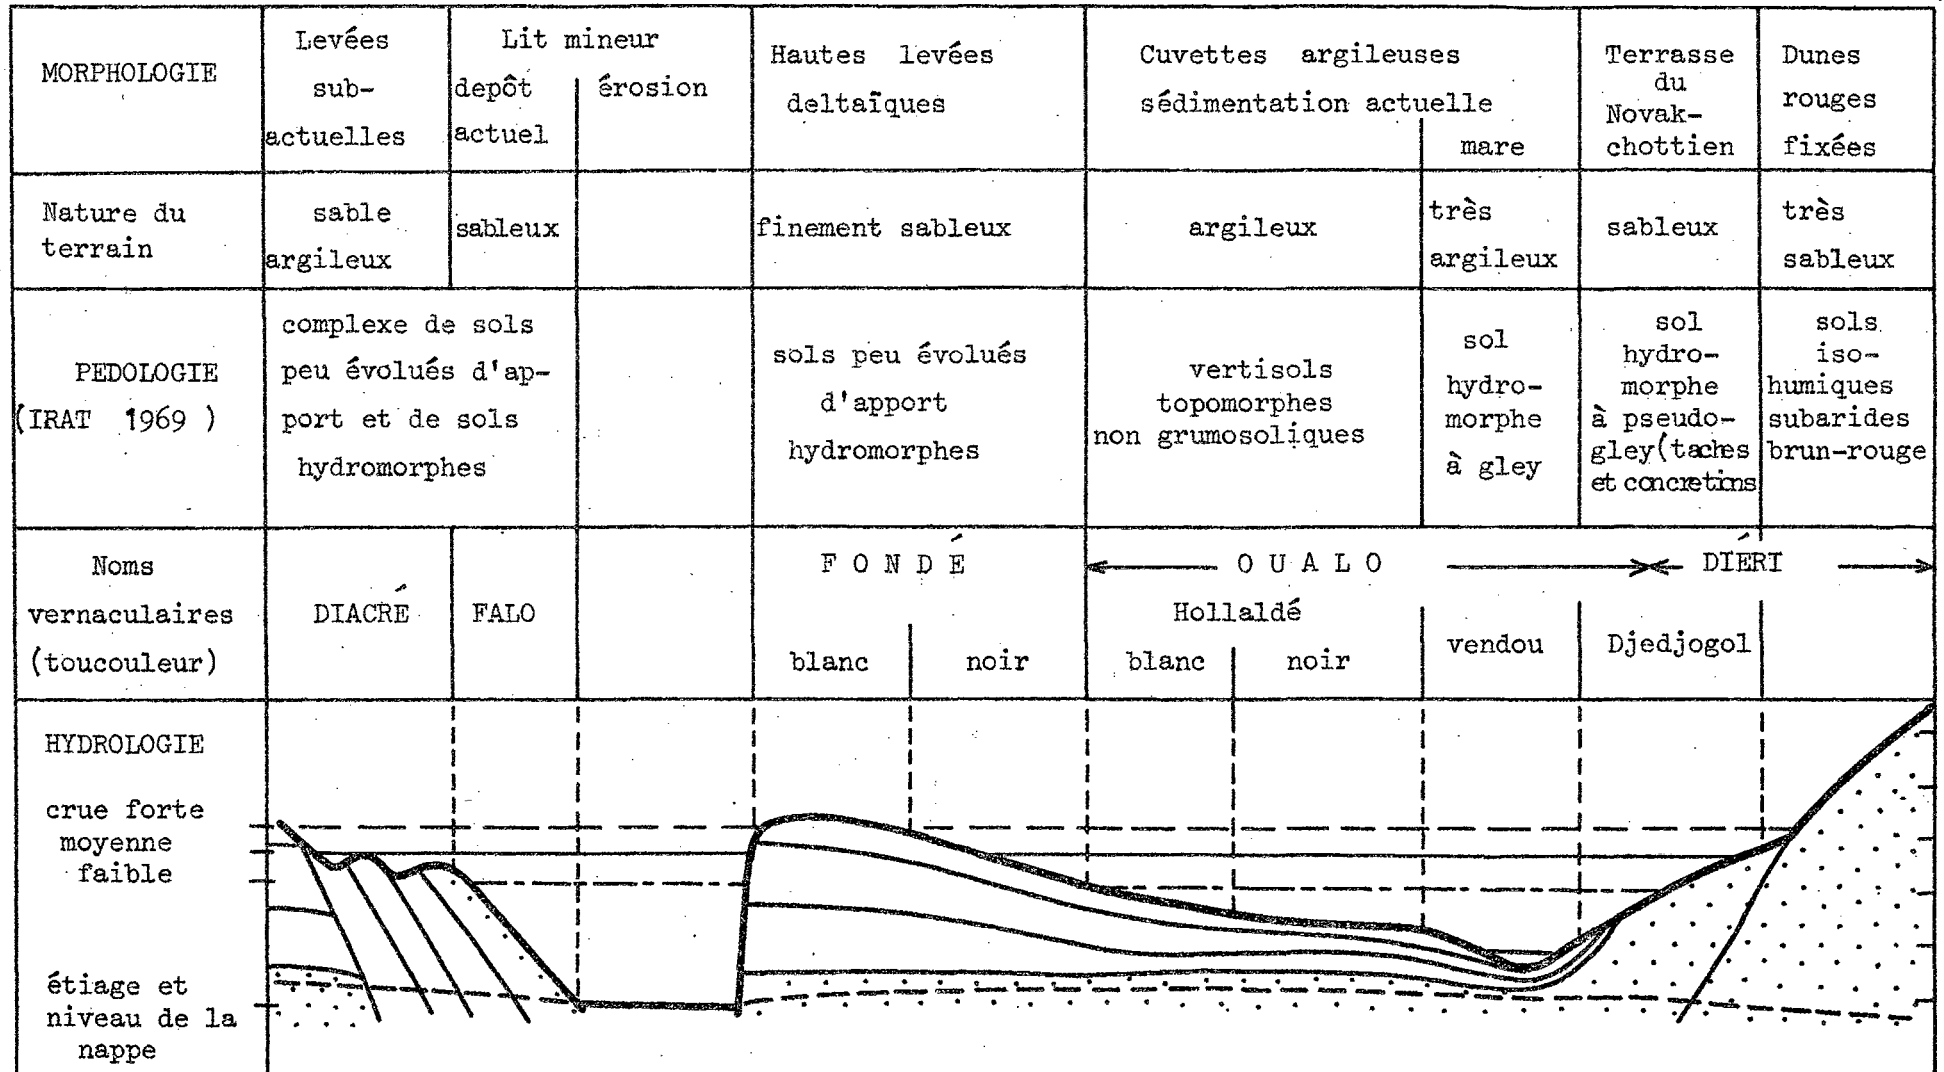 MORPHOLOGIE
Levées
sub-
actuelles
Lit mineur
depôt
actuel
érosion
Hautes levées
deltaïques
Cuvettes argileuses
sédimentation actuelle
mare
Terrasse
du
Novak-
chottien
Dunes
rouges
fixées
Nature du
terrain
sable
argileux
sableux
finement sableux
argileux
très
argileux
sableux
très
sableux
PEDOLOGIE
(IRAT 1969 )
complexe de sols
peu évolués d'ap-
port et de sols
hydromorphes
sols peu évolués
d'apport
hydromorphes
vertisols
topomorphes
non grumosoliques
sol
hydro-
morphe
à gley
sol
hydro-
morphe
à pseudo-
gley(taches
et concretions
sols
iso-
humiques
subarides
brun-rouge
Noms
vernaculaires
(toucouleur)
DIACRÉ
FALO
FONDÉ
blanc
noir
OUALO
Hollaldé
blanc
noir
vendou
DIÉRI
Djedjogol
HYDROLOGIE
crue forte
moyenne
faible
étiage et
niveau de la
nappe